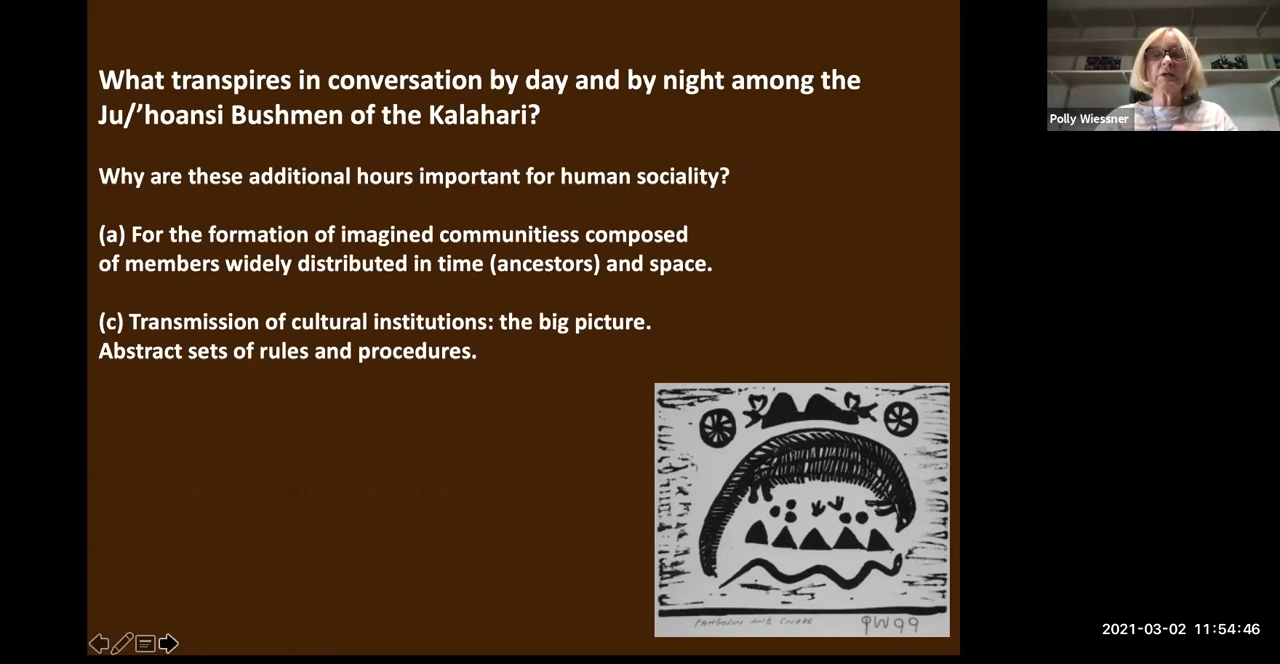 What transpires in conversation by day and by night among the
Ju/’hoansi Bushmen of the Kalahari?
Why are these additional hours important for human sociality?
(a) For the formation of imagined communitiess composed
of members widely distributed in time (ancestors) and space.
(c) Transmission of cultural institutions: the big picture.
Abstract sets of rules and procedures.
PANGOLIN AND SNAKE
Polly Wiessner
2021-03-02 11:54:46